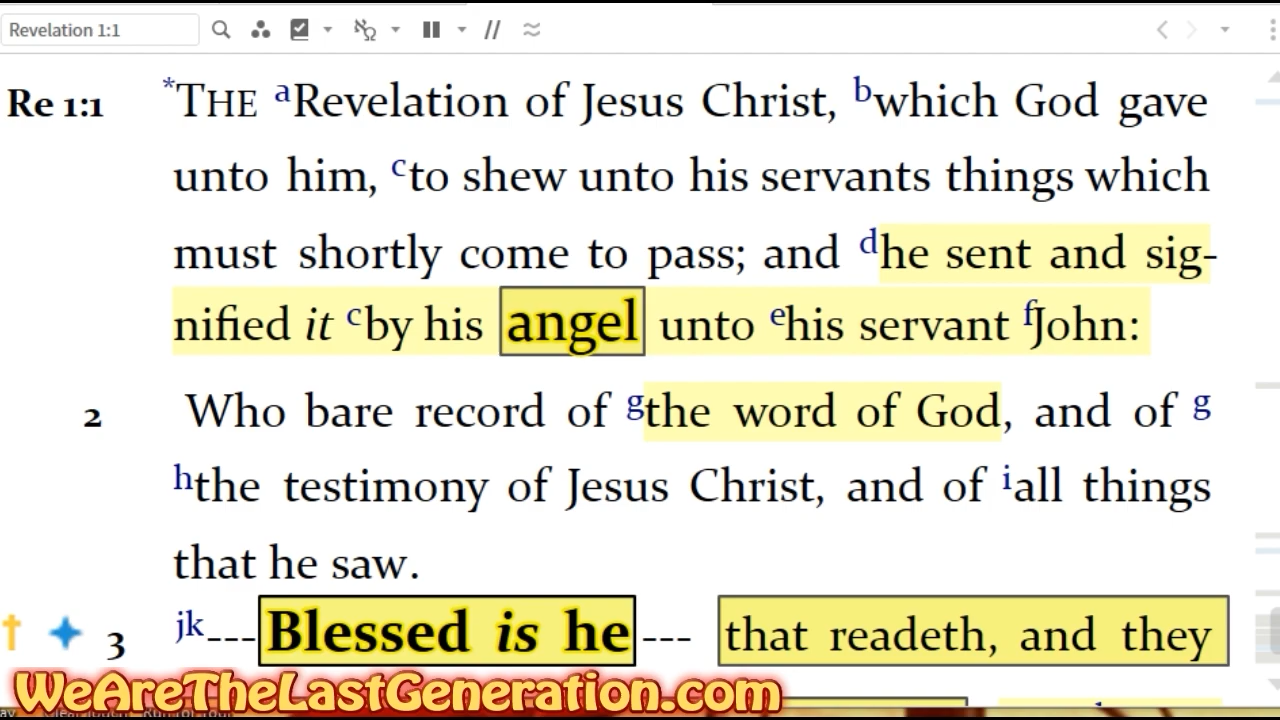 Revelation 1:1
Re 1:1 *THE aRevelation of Jesus Christ, bwhich God gave
unto him, cto shew unto his servants things which
must shortly come to pass; and dhe sent and sig-
nified it cby his angel unto ehis servant fJohn:
2 Who bare record of gthe word of God, and of g
hthe testimony of Jesus Christ, and of iall things
that he saw.
3 jk---Blessed is he--- that readeth, and they
WeAreTheLastGeneration.com